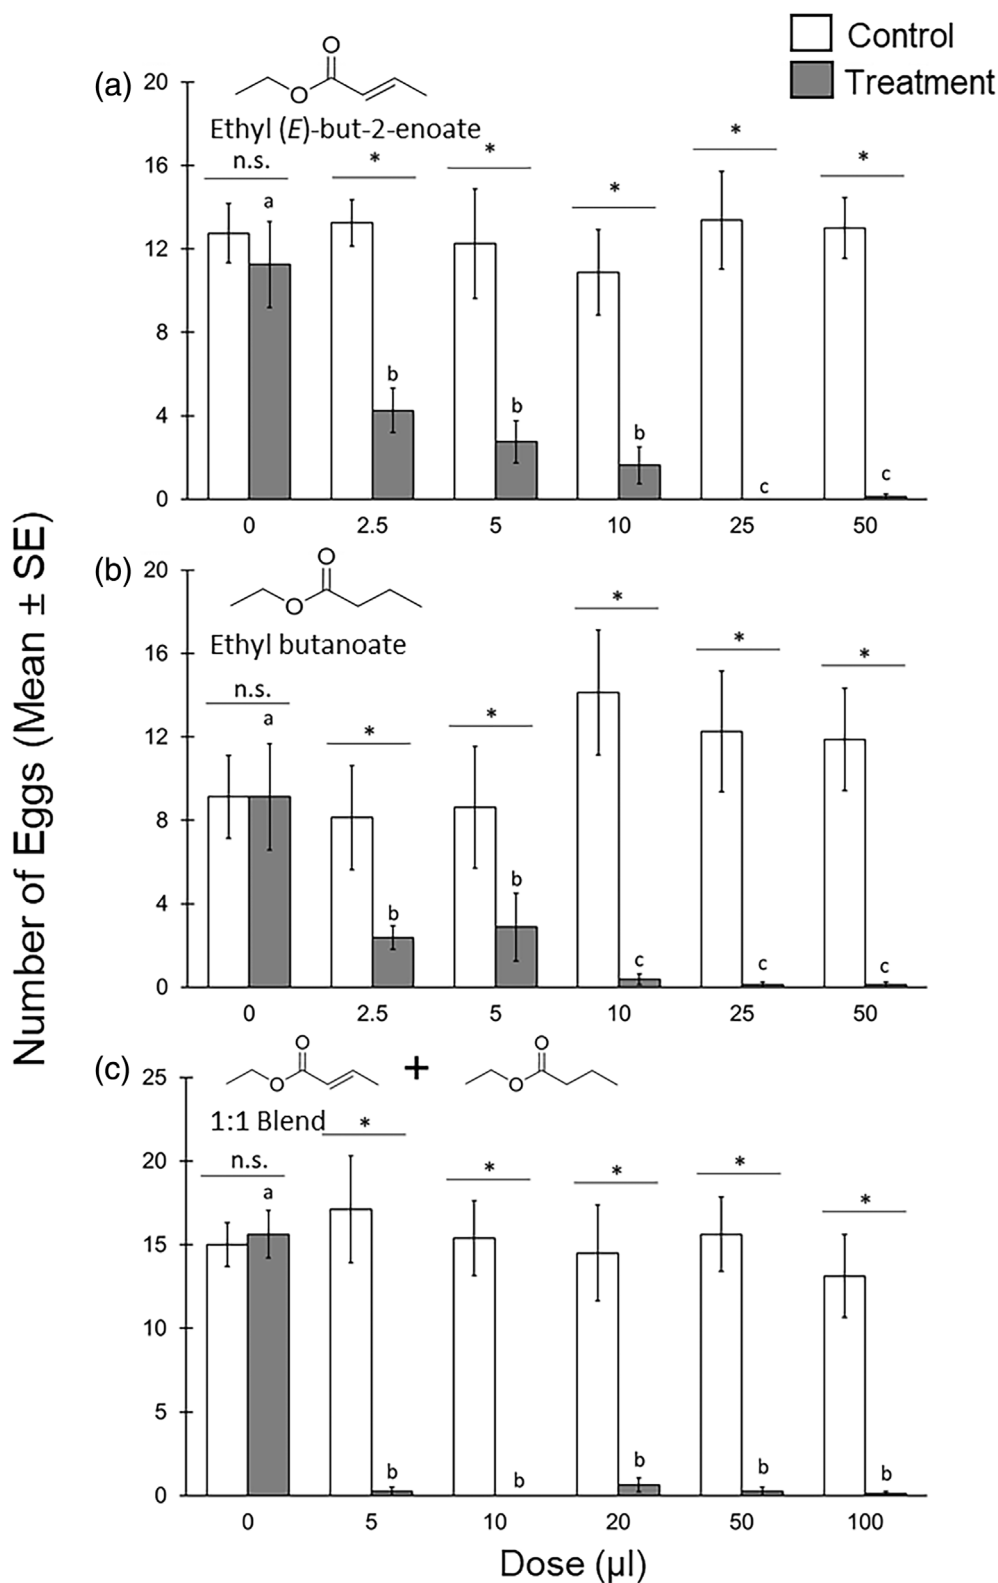 Control
Treatment
(a)
O
O
Ethyl (E)-but-2-enoate
20
16
12
8
4
0
n.s.
*
*
*
*
*
a
b
b
b
c
c
0 2.5 5 10 25 50
(b)
O
O
Ethyl butanoate
20
16
12
8
4
0
n.s.
*
*
*
*
*
a
b
b
c
c
c
0 2.5 5 10 25 50
(c)
O
O
+
O
O
1:1 Blend
25
20
15
10
5
0
n.s.
*
*
*
*
*
a
b
b
b
b
b
0 5 10 20 50 100
Number of Eggs (Mean ± SE)
Dose (µl)